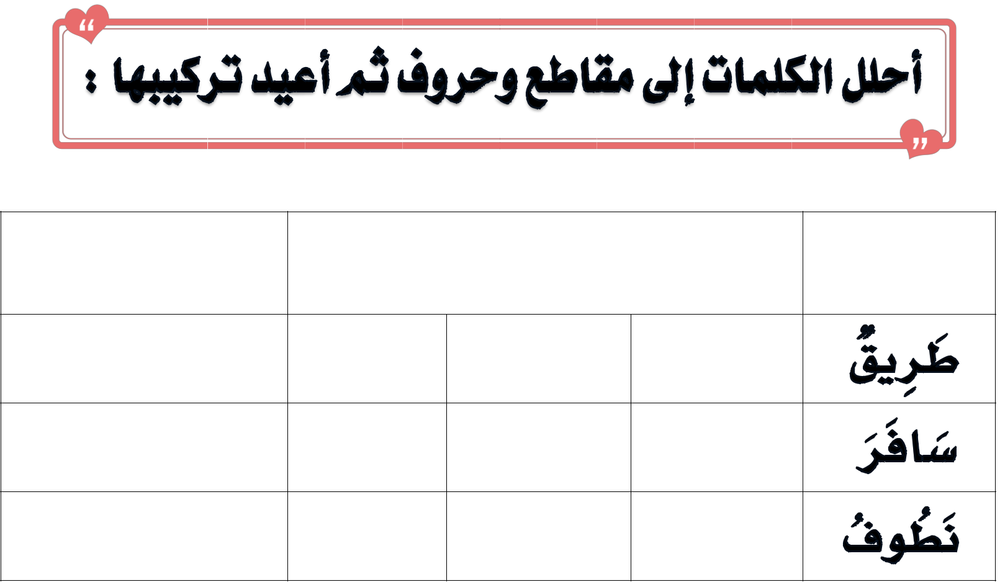 أحلل الكلمات إلى مقاطع وحروف ثم أعيد تركيبها :
طَرِيقٌ
سَافَرَ
نَطُوفُ